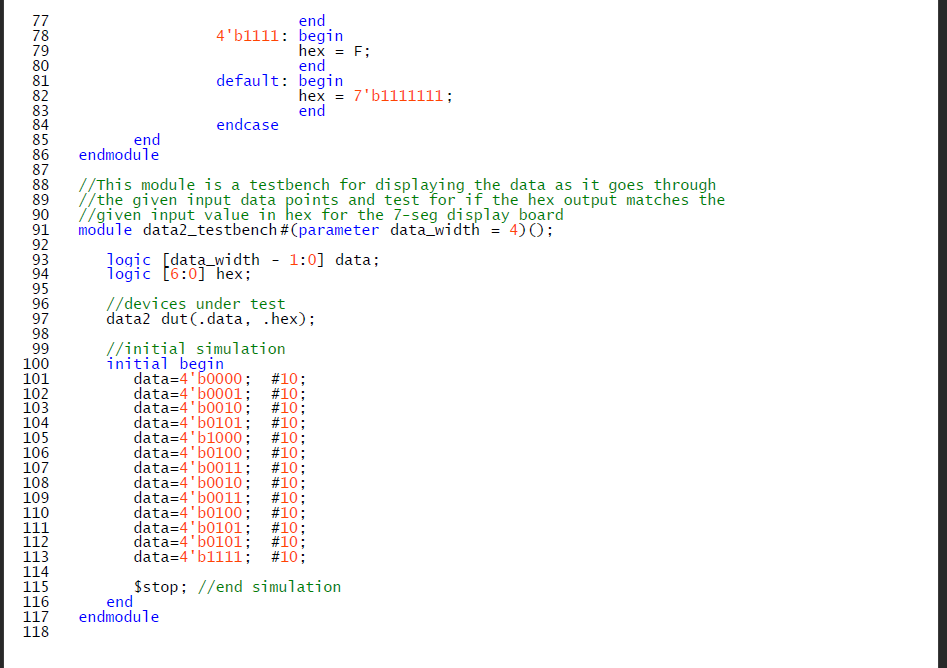 77 end
78 4'b1111: begin
79 hex = F;
80 end
81 default: begin
82 hex = 7'b1111111;
83 end
84 endcase
85 end
86 endmodule
87
88 //This module is a testbench for displaying the data as it goes through
89 //the given input data points and test for if the hex output matches the
90 //given input value in hex for the 7-seg display board
91 module data2_testbench#(parameter data_width = 4)();
92
93 logic [data_width - 1:0] data;
94 logic [6:0] hex;
95
96 //devices under test
97 data2 dut(.data, .hex);
98
99 //initial simulation
100 initial begin
101 data=4'b0000; #10;
102 data=4'b0001; #10;
103 data=4'b0010; #10;
104 data=4'b0101; #10;
105 data=4'b1000; #10;
106 data=4'b0100; #10;
107 data=4'b0011; #10;
108 data=4'b0010; #10;
109 data=4'b0011; #10;
110 data=4'b0100; #10;
111 data=4'b0101; #10;
112 data=4'b0101; #10;
113 data=4'b1111; #10;
114
115 $stop; //end simulation
116 end
117 endmodule
118